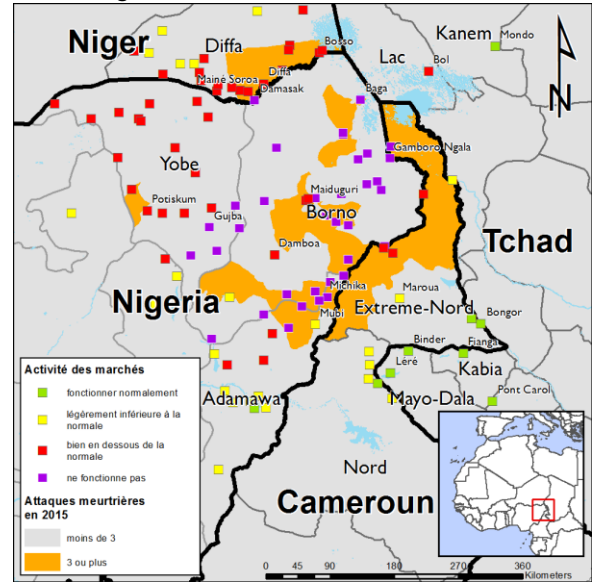 Niger
Diffa
Bosso
Kanem
Mondo
Lac
Bol
Diffa
Mainé Soroa
Damasak
Baga
N
Gamboro Ngala
Yobe
Potiskum
Maiduguri
Borno
Gujba
Damboa
Tchad
Michika
Maroua
Nigeria
Extreme-Nord
Mubi
Bongor
Binder
Fianga
Kabia
Léré
Adamawa
Mayo-Dala
Pont Carol
Nord
Cameroun
Activité des marchés
fonctionner normalement
légèrement inférieure à la
normale
bien en dessous de la
normale
ne fonctionne pas
Attaques meurtrières
en 2015
moins de 3
3 ou plus
0 45 90 180 270 360
Kilometers